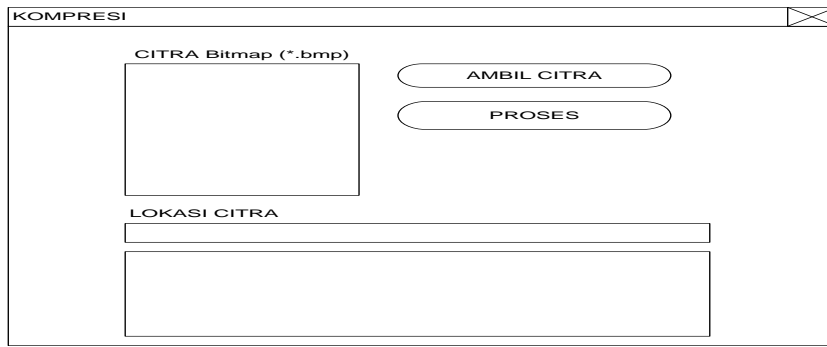 KOMPRESI
CITRA Bitmap (*.bmp)
AMBIL CITRA
PROSES
LOKASI CITRA